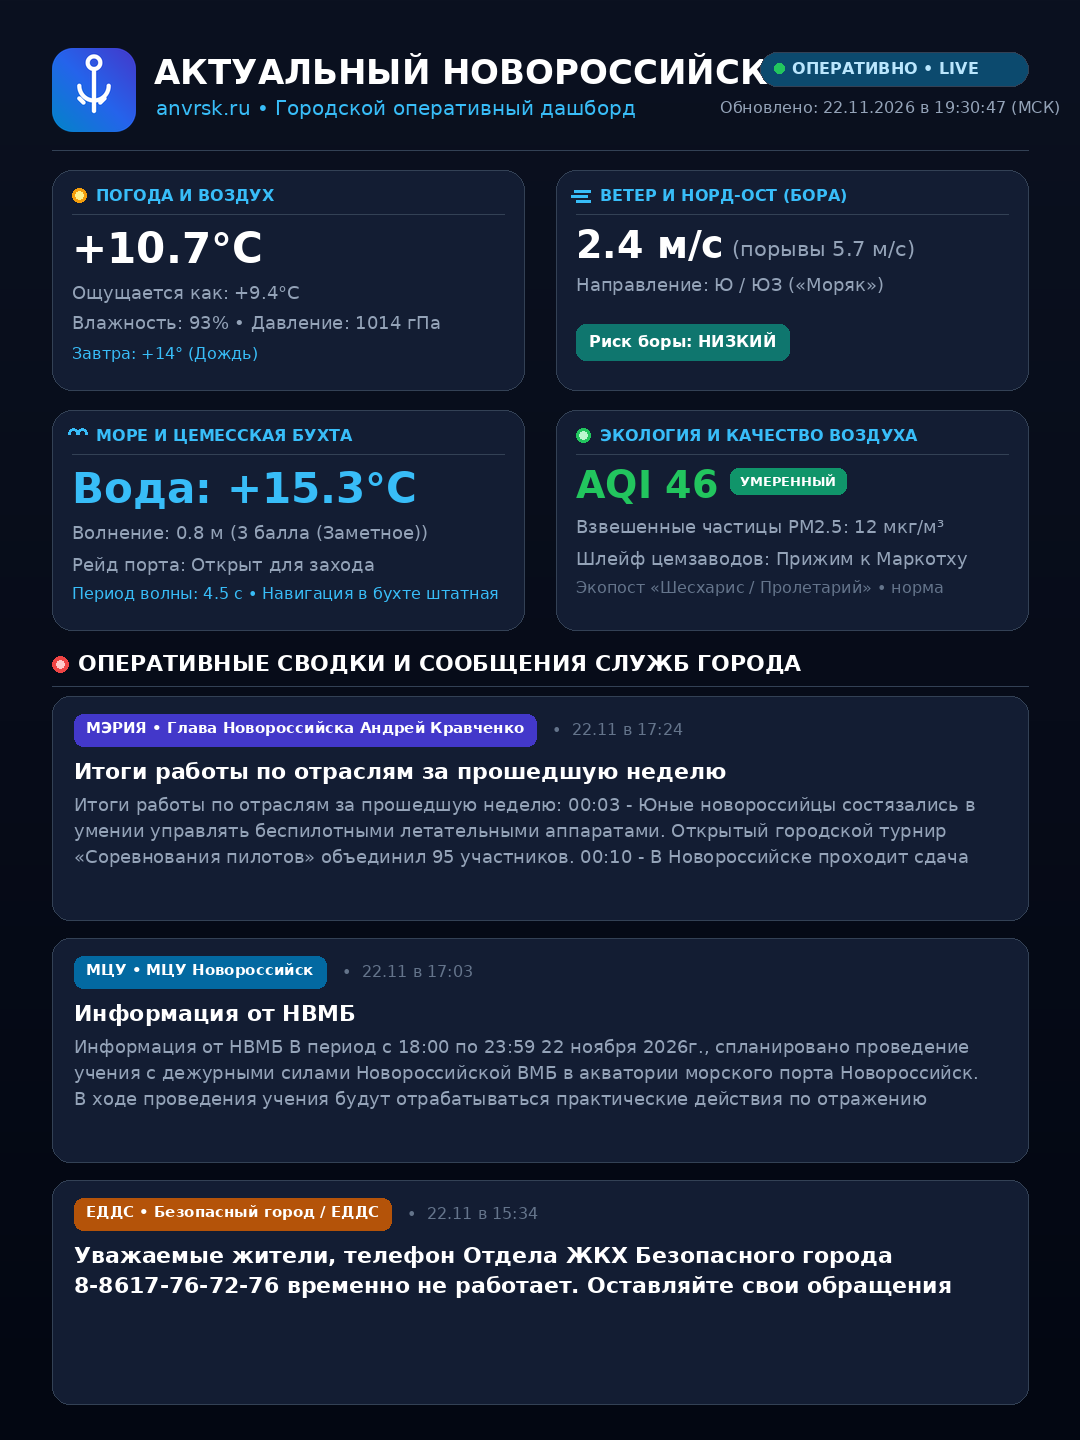 АКТУАЛЬНЫЙ НОВОРОССИЙСК
ОПЕРАТИВНО • LIVE
anvrsk.ru • Городской оперативный дашборд
Обновлено: 22.11.2026 в 19:30:47 (МСК)
ПОГОДА И ВОЗДУХ
+10.7°C
Ощущается как: +9.4°C
Влажность: 93% • Давление: 1014 гПа
Завтра: +14° (Дождь)
ВЕТЕР И НОРД-ОСТ (БОРА)
2.4 м/с (порывы 5.7 м/с)
Направление: Ю / ЮЗ («Моряк»)
Риск боры: НИЗКИЙ
МОРЕ И ЦЕМЕССКАЯ БУХТА
Вода: +15.3°C
Волнение: 0.8 м (3 балла (Заметное))
Рейд порта: Открыт для захода
Период волны: 4.5 с • Навигация в бухте штатная
ЭКОЛОГИЯ И КАЧЕСТВО ВОЗДУХА
AQI 46 УМЕРЕННЫЙ
Взвешенные частицы PM2.5: 12 мкг/м³
Шлейф цемзаводов: Прижим к Маркотху
Экопост «Шесхарис / Пролетарий» • норма
ОПЕРАТИВНЫЕ СВОДКИ И СООБЩЕНИЯ СЛУЖБ ГОРОДА
МЭРИЯ • Глава Новороссийска Андрей Кравченко • 22.11 в 17:24
Итоги работы по отраслям за прошедшую неделю
Итоги работы по отраслям за прошедшую неделю: 00:03 - Юные новороссийцы состязались в
умении управлять беспилотными летательными аппаратами. Открытый городской турнир
«Соревнования пилотов» объединил 95 участников. 00:10 - В Новороссийске проходит сдача
МЦУ • МЦУ Новороссийск • 22.11 в 17:03
Информация от НВМБ
Информация от НВМБ В период с 18:00 по 23:59 22 ноября 2026г., спланировано проведение
учения с дежурными силами Новороссийской ВМБ в акватории морского порта Новороссийск.
В ходе проведения учения будут отрабатываться практические действия по отражению
ЕДДС • Безопасный город / ЕДДС • 22.11 в 15:34
Уважаемые жители, телефон Отдела ЖКХ Безопасного города
8-8617-76-72-76 временно не работает. Оставляйте свои обращения